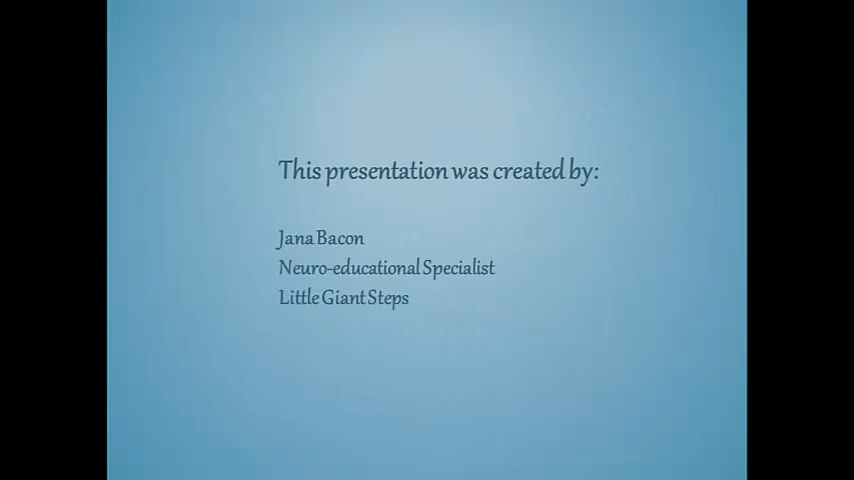 This presentation was created by:
Jana Bacon
Neuro-educational Specialist
Little Giant Steps